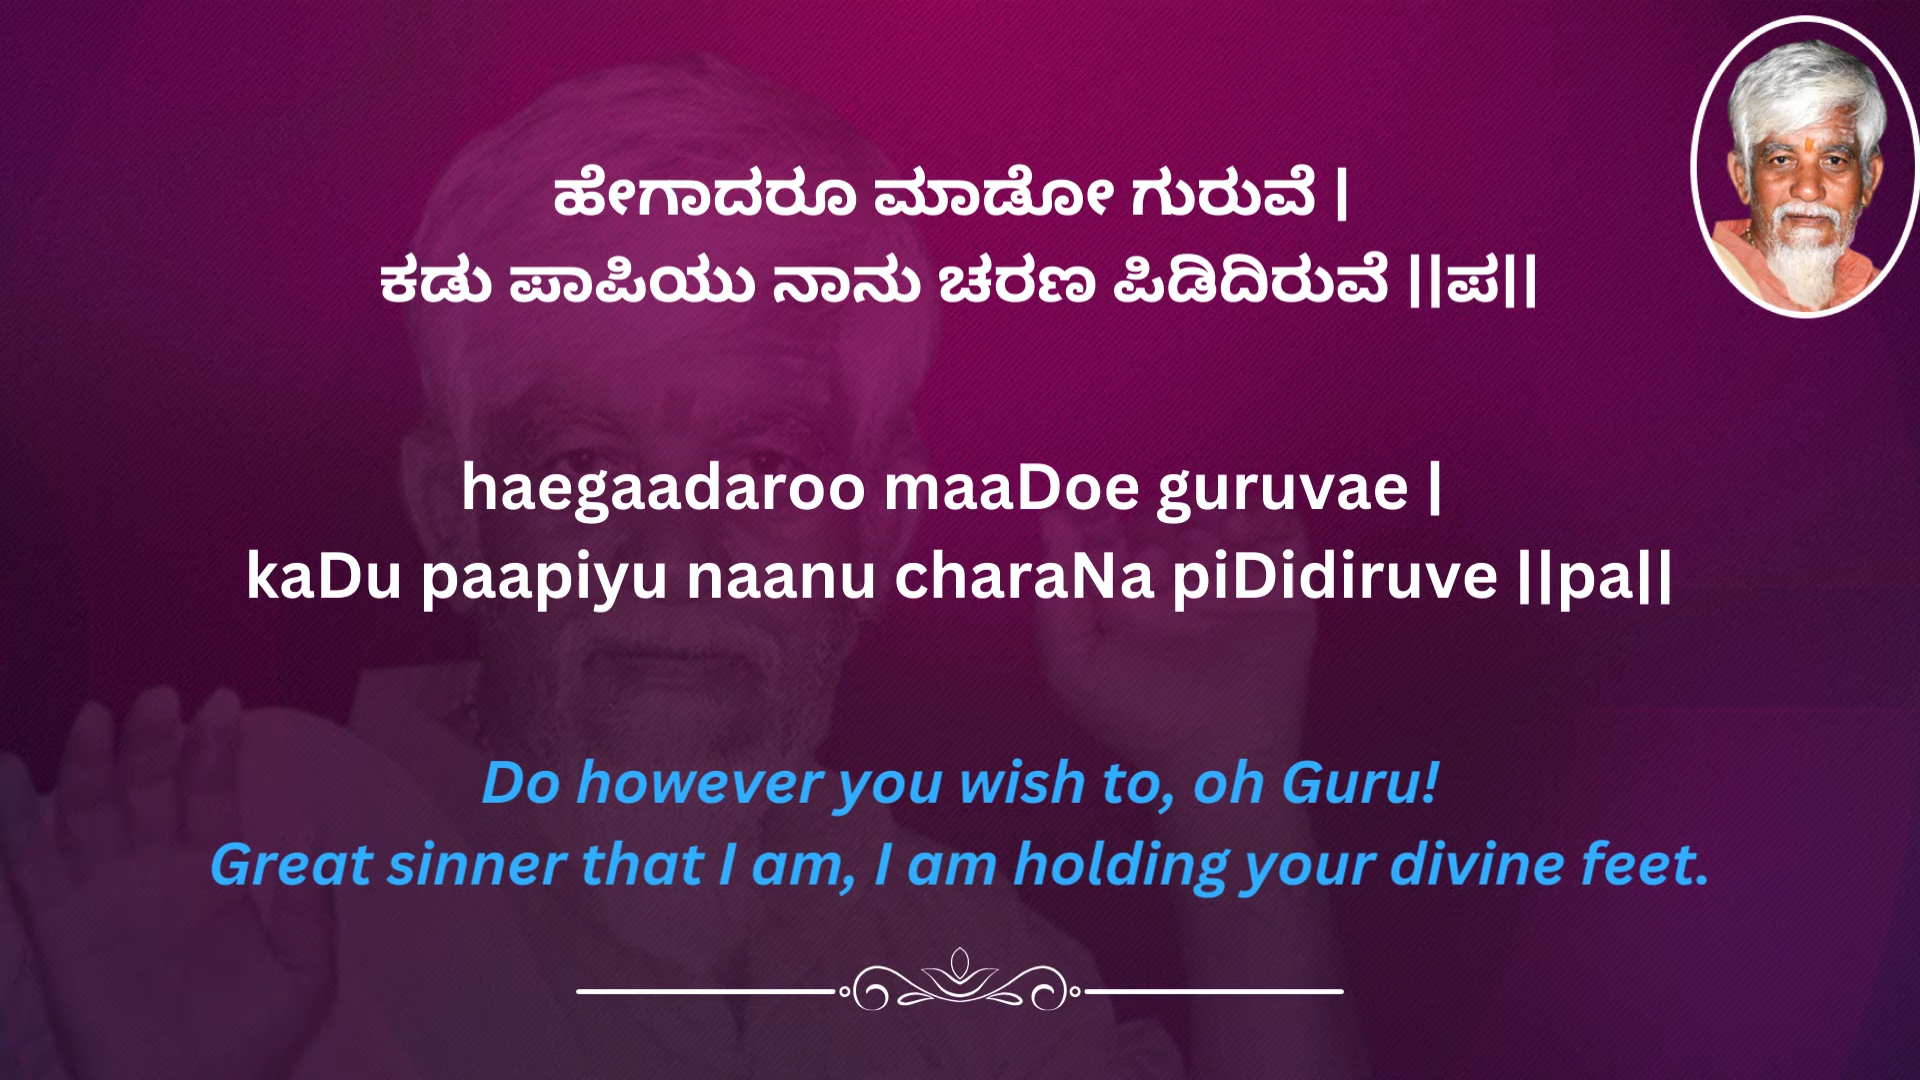 ಹೇಗಾದರೂ ಮಾಡೋ ಗುರುವೆ |
ಕಡು ಪಾಪಿಯು ನಾನು ಚರಣ ಪಿಡಿದಿರುವೆ ||ಪ||
haegaadaroo maaDoe guruvae |
kaDu paapiyu naanu charaNa piDidiruve ||pa||
Do however you wish to, oh Guru!
Great sinner that I am, I am holding your divine feet.